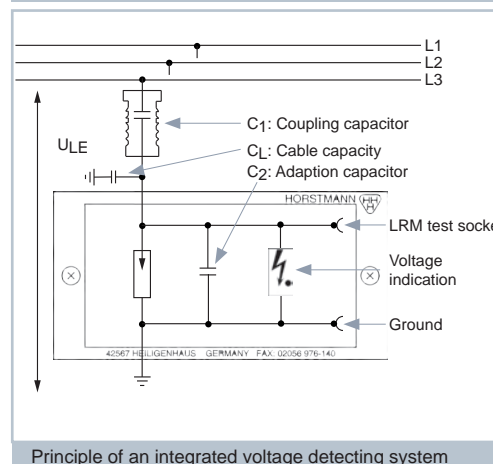 L1
L2
L3
C1: Coupling capacitor
ULE
CL: Cable capacity
C2: Adaption capacitor
HORSTMANN
LRM test socke
Voltage
indication
Ground
42567 HEILIGENHAUS GERMANY FAX: 02056 976-140
Principle of an integrated voltage detecting system